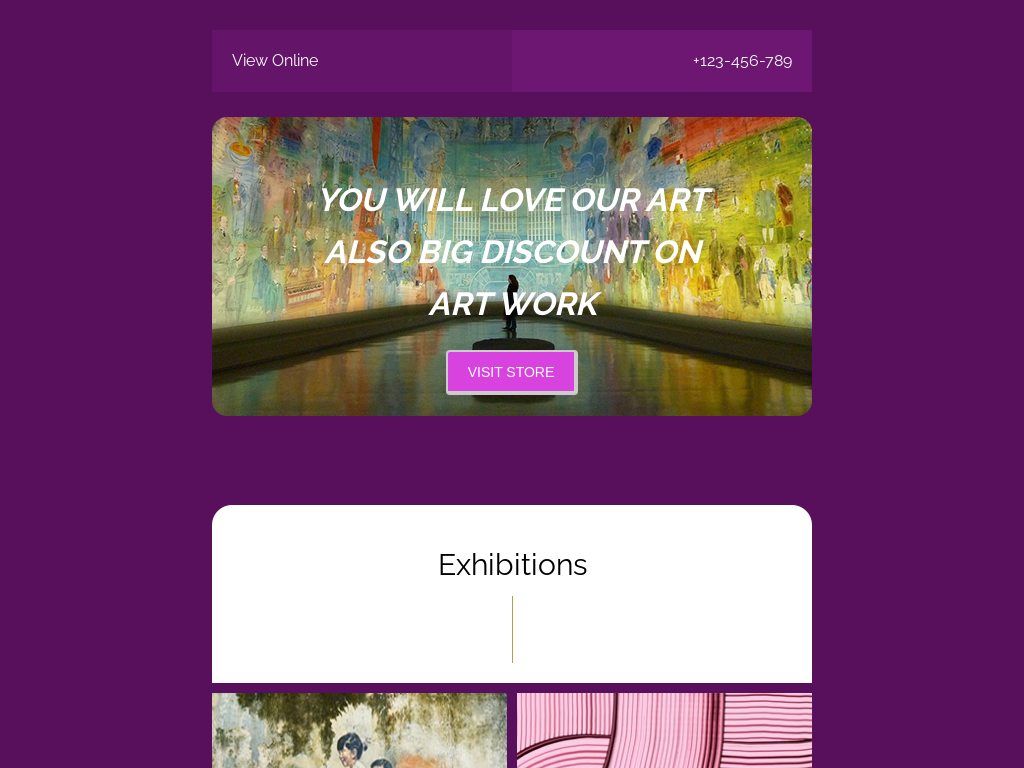 View Online
+123-456-789
YOU WILL LOVE OUR ART
ALSO BIG DISCOUNT ON
ART WORK
VISIT STORE
Exhibitions